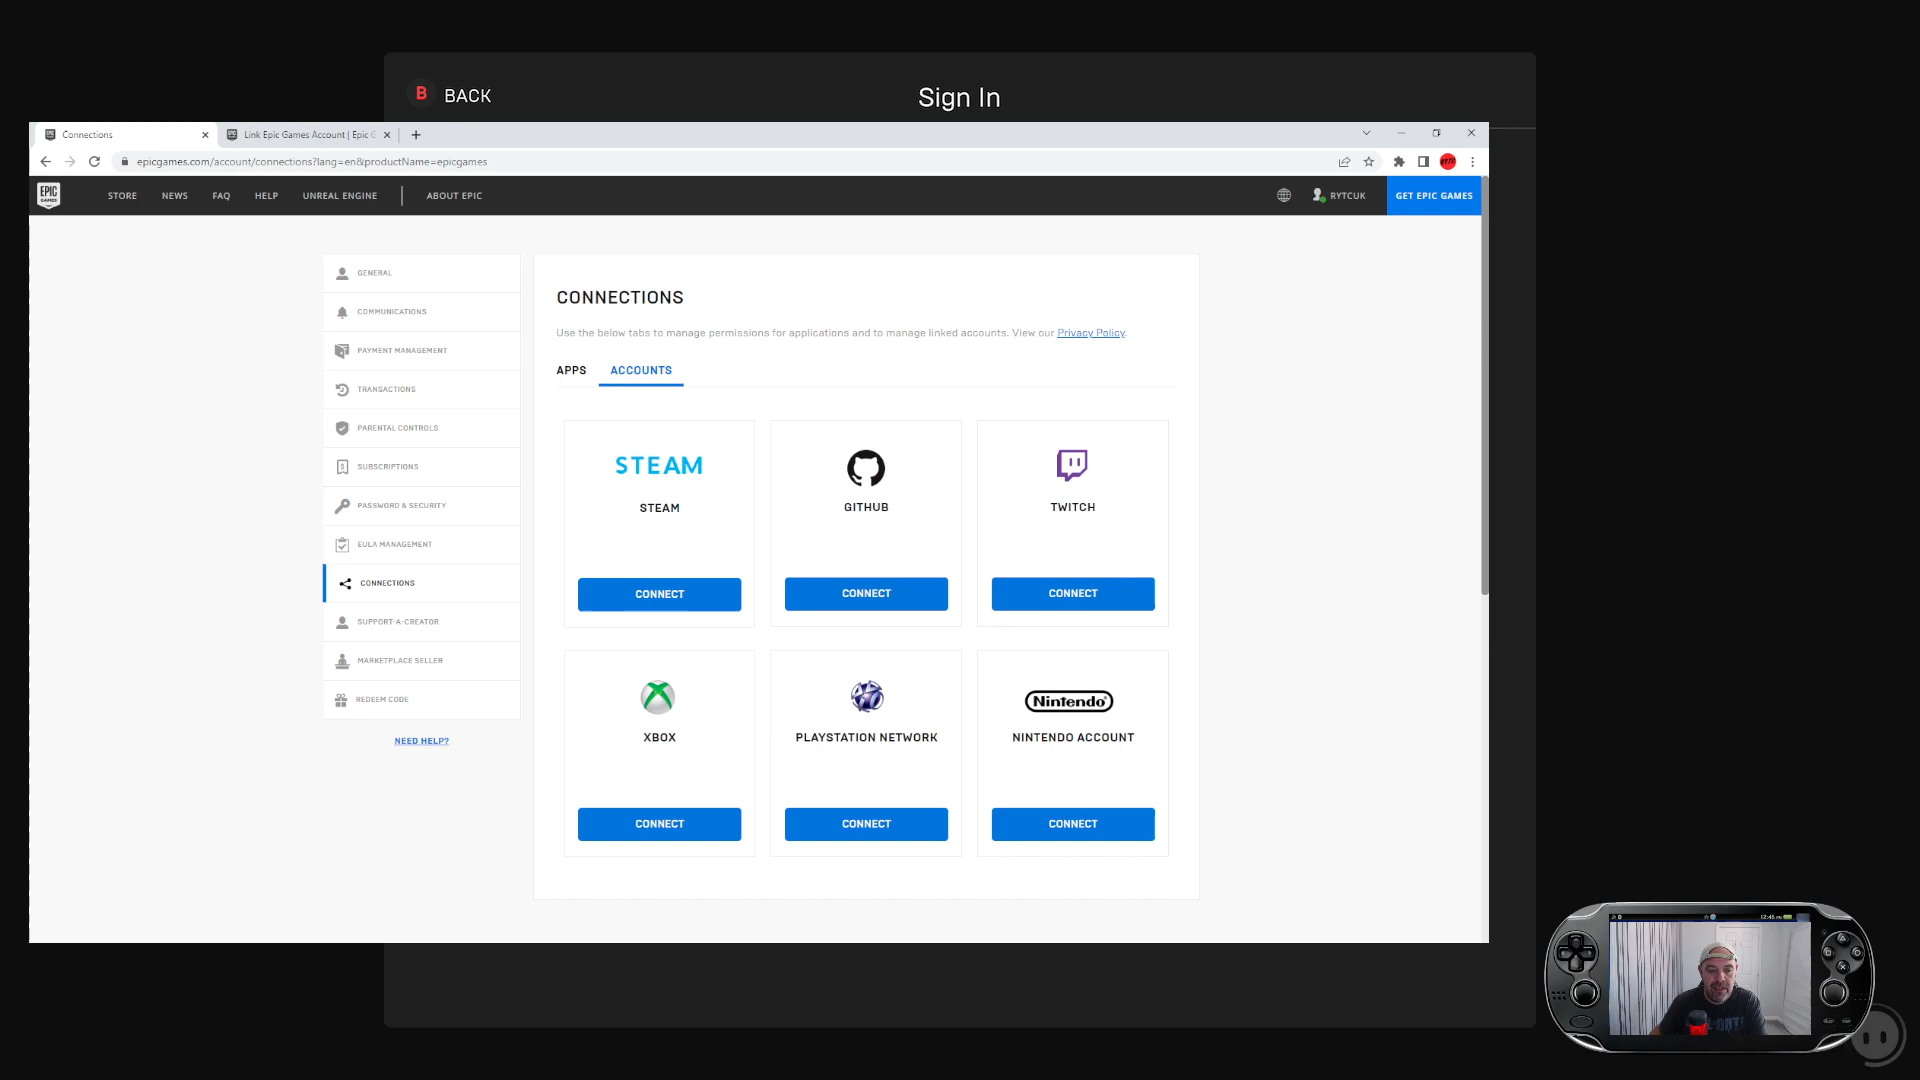 B BACK
Sign In
Connections
Link Epic Games Account | Epic G
epicgames.com/account/connections?lang=en&productName=epicgames
EPIC GAMES
STORE
NEWS
FAQ
HELP
UNREAL ENGINE
ABOUT EPIC
RYTCUK
GET EPIC GAMES
GENERAL
COMMUNICATIONS
PAYMENT MANAGEMENT
TRANSACTIONS
PARENTAL CONTROLS
SUBSCRIPTIONS
PASSWORD & SECURITY
EULA MANAGEMENT
CONNECTIONS
SUPPORT-A-CREATOR
MARKETPLACE SELLER
REDEEM CODE
NEED HELP?
CONNECTIONS
Use the below tabs to manage permissions for applications and to manage linked accounts. View our Privacy Policy.
APPS
ACCOUNTS
STEAM
STEAM
CONNECT
GITHUB
CONNECT
TWITCH
CONNECT
XBOX
CONNECT
PLAYSTATION NETWORK
CONNECT
Nintendo
NINTENDO ACCOUNT
CONNECT